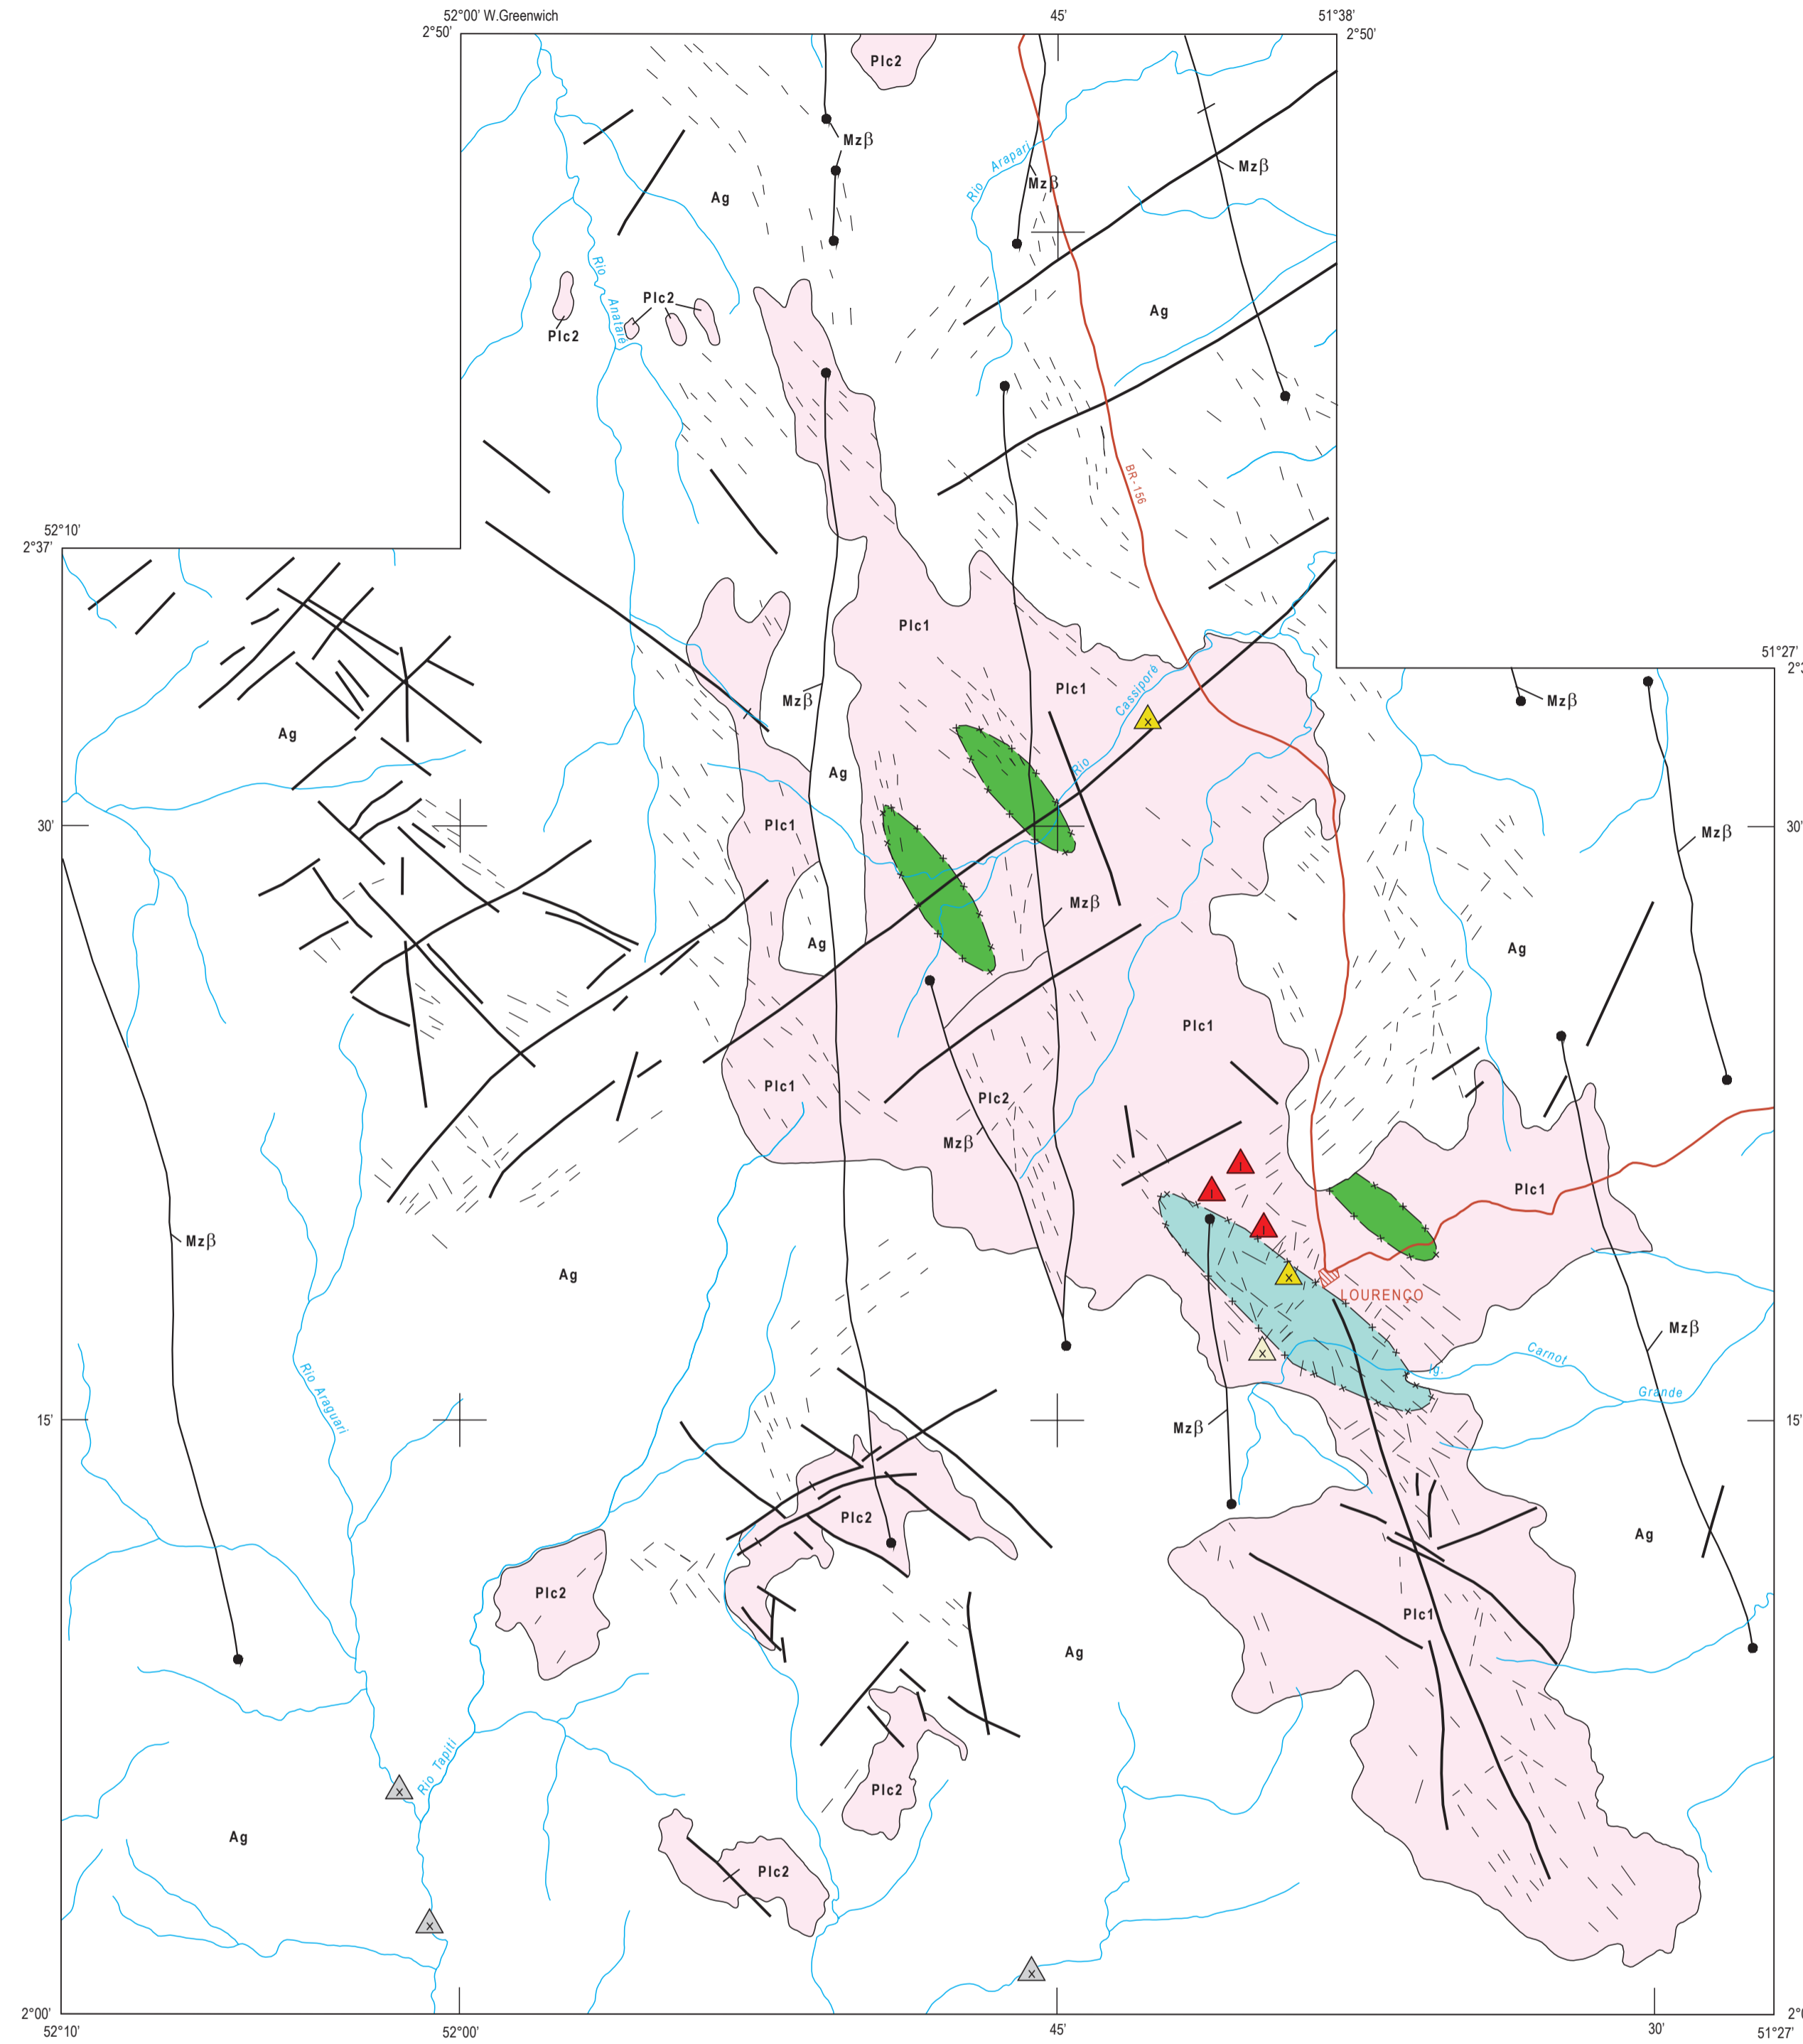 52°00' W.Greenwich
45'
51°38'
2°50'
2°50'
Plc2
Mzβ
Rio Arapari
Mzβ
Mzβ
Ag
Rio Anataíe
Plc2
Plc2
Ag
BR-156
52°10'
2°37'
Plc1
51°27'
Plc1
Rio Cassiporé
Mzβ
Mzβ
x
Ag
Ag
Plc1
30'
30'
Mzβ
Mzβ
Ag
Ag
Plc1
Plc1
Plc2
Mzβ
I
I
Plc1
I
Mzβ
Ag
x
LOURENÇO
Mzβ
x
Ig.
Carnot
Grande
Rio Araguari
15'
15'
Mzβ
Plc2
Ag
Plc2
Plc1
Ag
Rio Tapiti
x
Plc2
Ag
Plc2
x
x
2°00'
52°10'
52°00'
45'
30'
51°27'